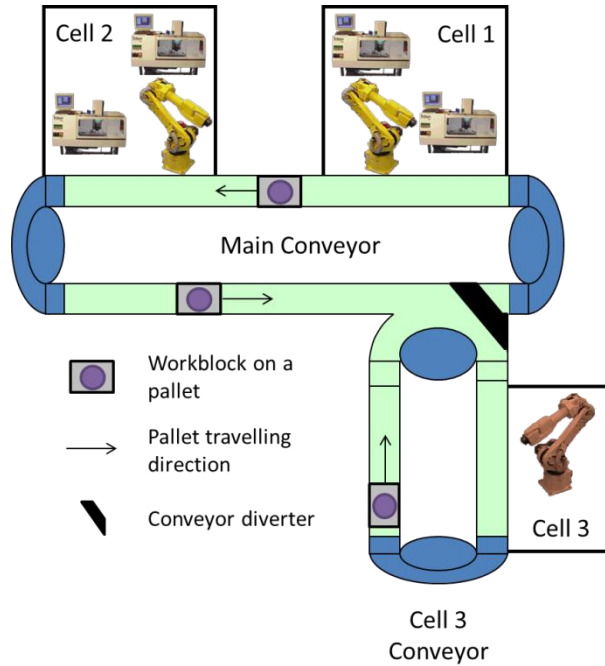 Cell 2
Cell 1
Main Conveyor
Workblock on a
pallet
Pallet travelling
direction
Conveyor diverter
Cell 3
Cell 3
Conveyor